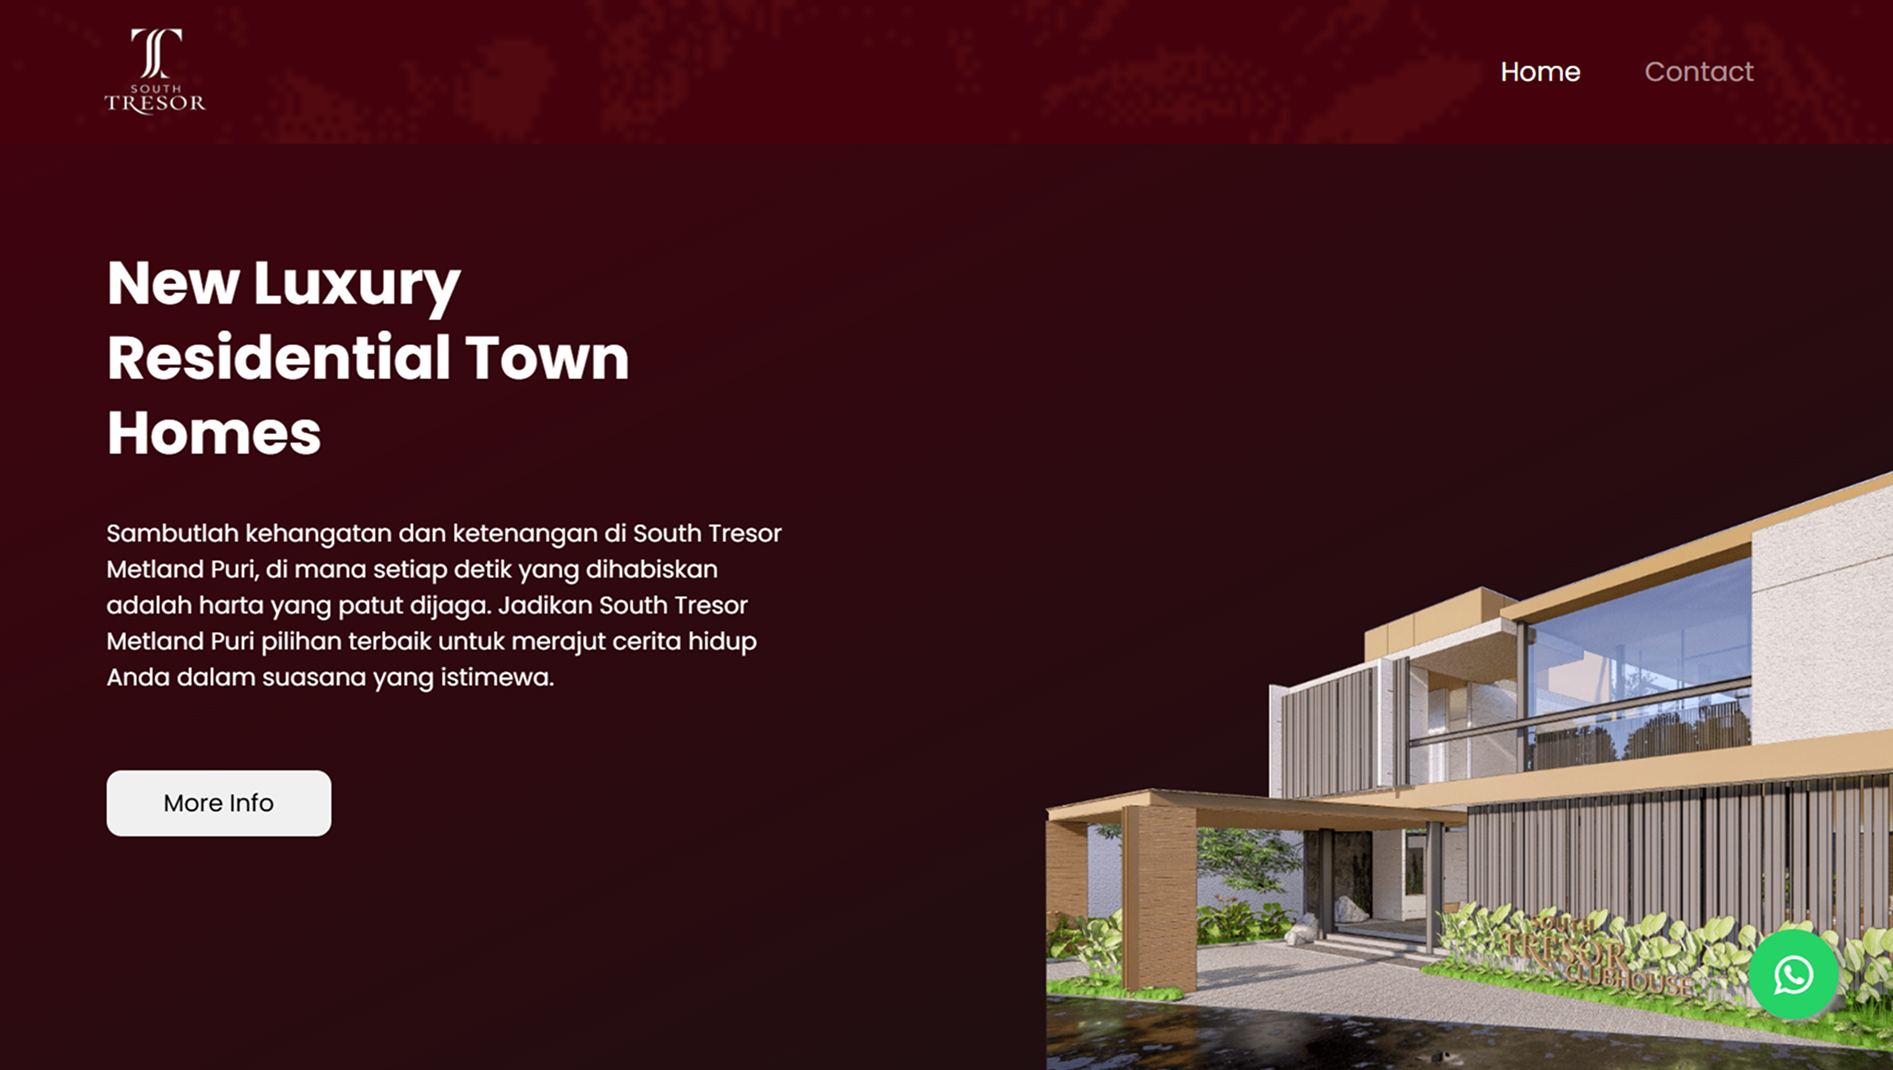 SOUTH
TRESOR
Home
Contact
New Luxury
Residential Town
Homes
Sambutlah kehangatan dan ketenangan di South Tresor
Metland Puri, di mana setiap detik yang dihabiskan
adalah harta yang patut dijaga. Jadikan South Tresor
Metland Puri pilihan terbaik untuk merajut cerita hidup
Anda dalam suasana yang istimewa.
More Info
SOUTH
TRESOR
CLUBHOUSE